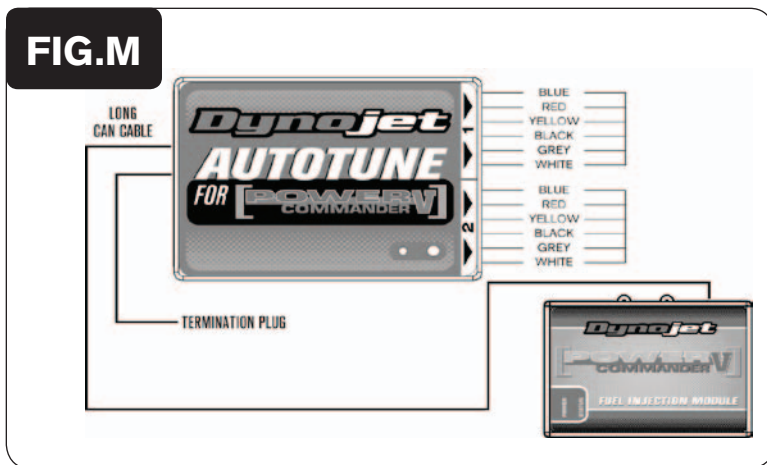 FIG.M
LONG
CAN CABLE
Dynojet
AUTOTUNE
FOR [POWER V]
COMMANDER
1
2
BLUE
RED
YELLOW
BLACK
GREY
WHITE
BLUE
RED
YELLOW
BLACK
GREY
WHITE
TERMINATION PLUG
Dynojet
[POWER V]
COMMANDER
FUEL INJECTION MODULE